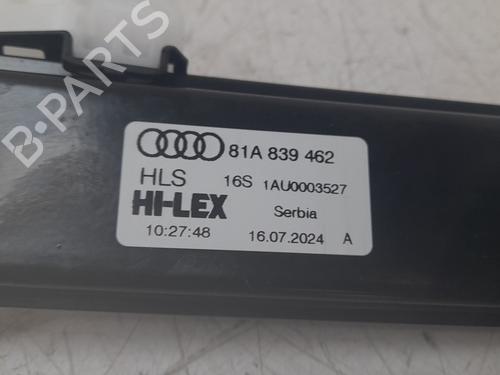 B-PARTS
81A 839 462
HLS 16S 1AU0003527
HI-LEX Serbia
10:27:48 16.07.2024 A